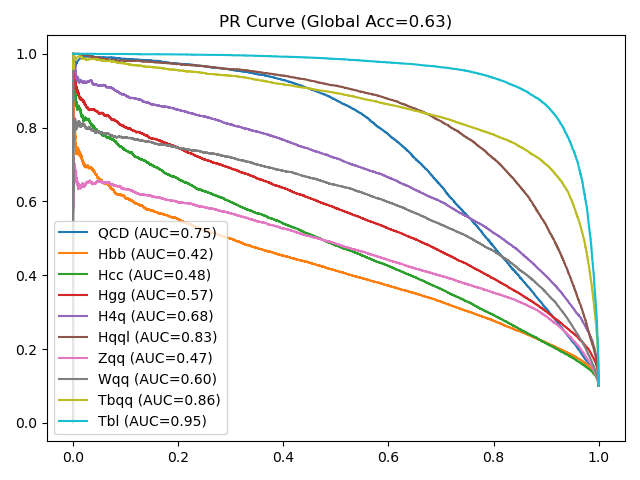 PR Curve (Global Acc=0.63)
1.0
0.8
0.6
0.4
0.2
0.0
QCD (AUC=0.75)
Hbb (AUC=0.42)
Hcc (AUC=0.48)
Hgg (AUC=0.57)
H4q (AUC=0.68)
Hqql (AUC=0.83)
Zqq (AUC=0.47)
Wqq (AUC=0.60)
Tbqq (AUC=0.86)
Tbl (AUC=0.95)
0.0 0.2 0.4 0.6 0.8 1.0